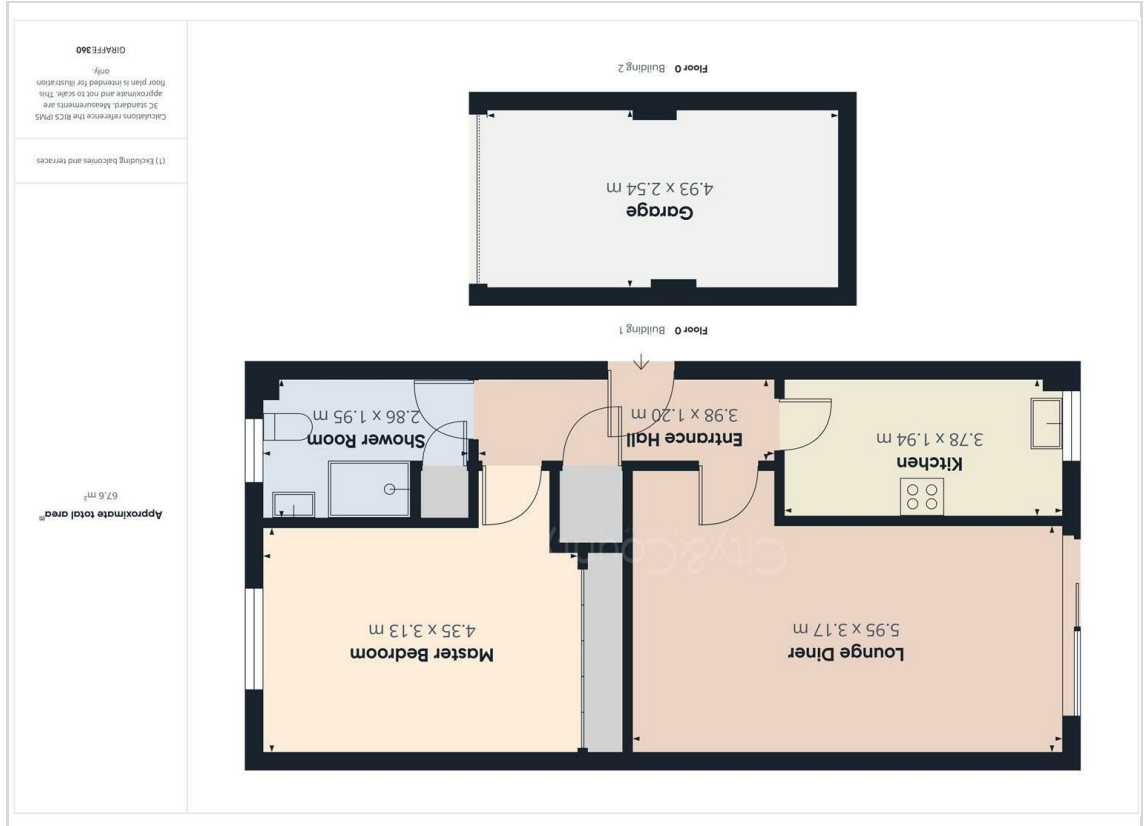 Lounge Diner
5.95 x 3.17 m
Master Bedroom
4.35 x 3.13 m
City&County
Kitchen
3.78 x 1.94 m
Entrance Hall
3.98 x 1.20 m
Shower Room
2.86 x 1.95 m
Floor 0 Building 1
Garage
4.93 x 2.54 m
Floor 0 Building 2
Approximate total area⁽¹⁾
67.6 m²
(1) Excluding balconies and terraces
Calculations reference the RICS IPMS
3C standard. Measurements are
approximate and not to scale. This
floor plan is intended for illustration
only.
GIRAFFE360